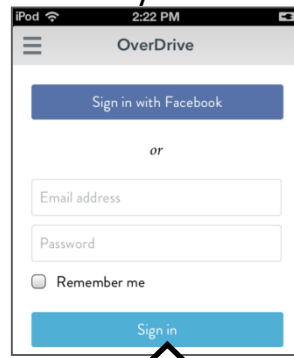 iPod 2:22 PM
OverDrive
Sign in with Facebook
or
Email address
Password
Remember me
Sign in